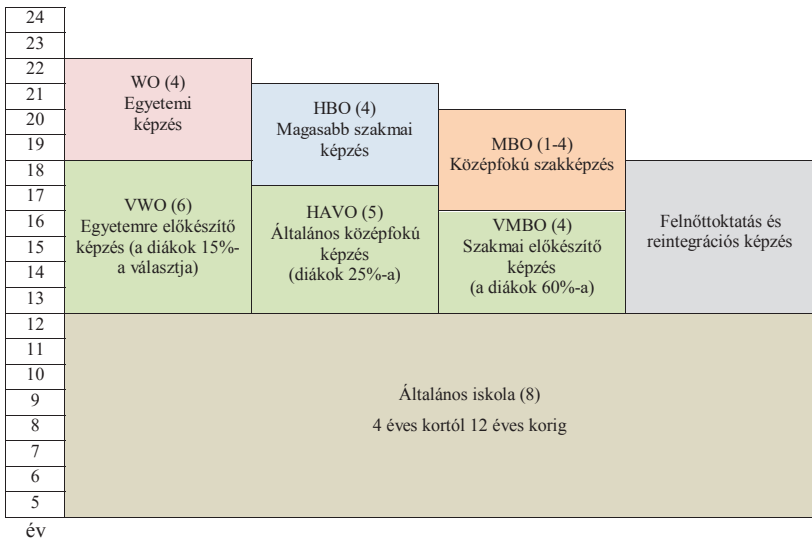 24
23
22
21
20
19
18
17
16
15
14
13
12
11
10
9
8
7
6
5
év
WO (4)
Egyetemi
képzés
HBO (4)
Magasabb szakmai
képzés
MBO (1-4)
Középfokú szakképzés
VWO (6)
Egyetemre előkészítő
képzés (a diákok 15%-
a választja)
HAVO (5)
Általános középfokú
képzés
(diákok 25%-a)
VMBO (4)
Szakmai előkészítő
képzés
(a diákok 60%-a)
Felnőttoktatás és
reintegrációs képzés
Általános iskola (8)
4 éves kortól 12 éves korig